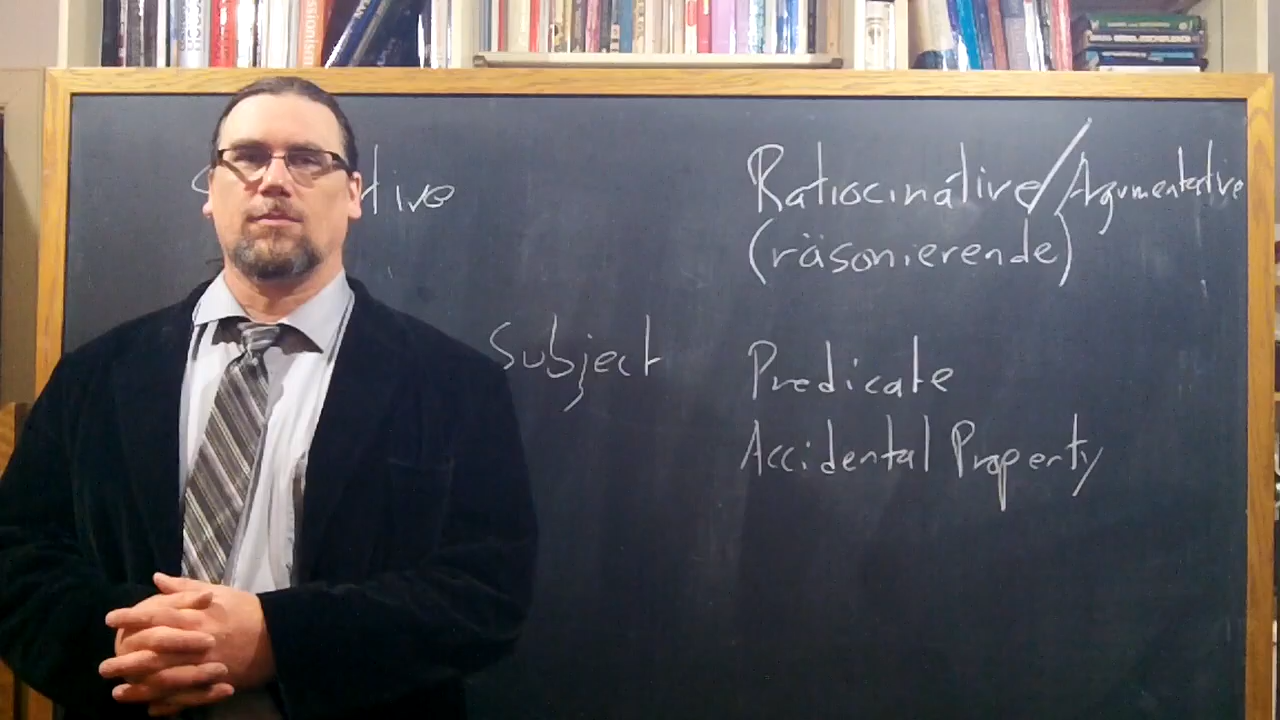 Ratiocinative/Argumentative
(räsonierende)
Subject
Predicate
Accidental Property